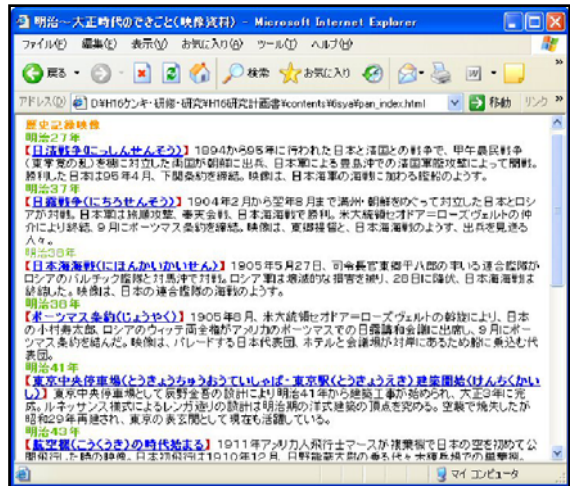 明治～大正時代のできごと(映像資料) - Microsoft Internet Explorer
ファイル(F) 編集(E) 表示(V) お気に入り(A) ツール(T) ヘルプ(H)
戻る 検索 お気に入り
アドレス(D) D:¥H16ケンキ・研修・研究¥H16研究計画書¥contents¥6sya¥pan_index.html 移動 リンク
歴史記録映像
明治27年
【日清戦争(にっしんせんそう)】1894から95年に行われた日本と清国との戦争で、甲午農民戦争
(東学党の乱)を機に対立した両国が朝鮮に出兵、日本軍による豊島沖での清国軍艦攻撃によって開戦。
勝利した日本は95年4月、下関条約を締結。映像は、日本海軍の海戦に加わる艦船のようす。
明治37年
【日露戦争(にちろせんそう)】1904年2月から翌年8月まで満州・朝鮮をめぐって対立した日本とロシ
アが対戦。日本軍は旅順攻撃、奉天会戦、日本海海戦で勝利。米大統領セオドア＝ローズヴェルトの仲
介により終結、9月にポーツマス条約を締結。映像は、東郷提督と、日本海海戦のようす、出兵を見送る
人々。
明治38年
【日本海海戦(にほんかいかいせん)】1905年5月27日、司令長官東郷平八郎の率いる連合艦隊が
ロシアのバルチック艦隊と対馬沖で対戦。ロシア軍は壊滅的な損害を被り、28日に降伏、日本海海戦は
終結した。映像は、日本の連合艦隊の海戦のようす。
明治38年
【ポーツマス条約(じょうやく)】1905年8月、米大統領セオドア＝ローズヴェルトの斡旋により、日本
の小村寿太郎、ロシアのウィッテ両全権がアメリカのポーツマスでの日露講和会議に出席し、9月にポー
ツマス条約を結んだ。映像は、パレードする日本代表団、ホテルと会議場が対岸にあるため船に乗込む代
表団。
明治41年
【東京中央停車場(とうきょうちゅうおうていしゃば・東京駅(とうきょうえき)建築開始(けんちくかい
し)】東京中央停車場として辰野金吾の設計により明治41年から建築工事が始められ、大正3年に完
成。ルネッサンス様式によるレンガ造りの設計は明治期の洋式建築の頂点を究める。空襲で焼失したが
昭和29年再建され、東京の表玄関として現在も活躍している。
明治43年
【航空機(こうくうき)の時代始まる】1911年アメリカ人飛行士マースが複葉機で日本の空を初めて公
開飛行した時の映像。日本初飛行は1910年12月、日野熊蔵大尉の
マイ コンピュータ